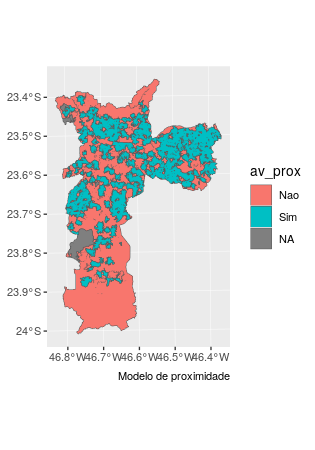 23.4°S
23.5°S
23.6°S
23.7°S
23.8°S
23.9°S
24°S
46.8°W 46.7°W 46.6°W 46.5°W 46.4°W
Modelo de proximidade
av_prox
Nao
Sim
NA